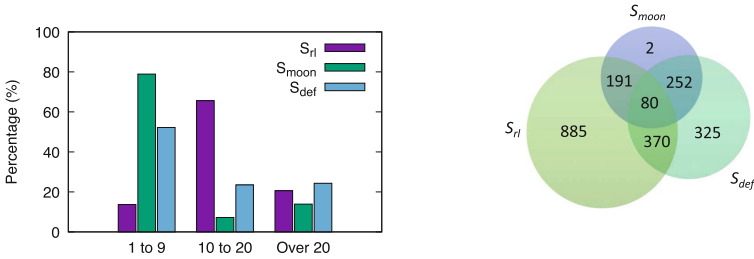 100
80
60
40
20
0
Percentage (%)
S_rl
S_moon
S_def
1 to 9
10 to 20
Over 20
S_moon
2
191
252
80
S_rl
885
370
325
S_def